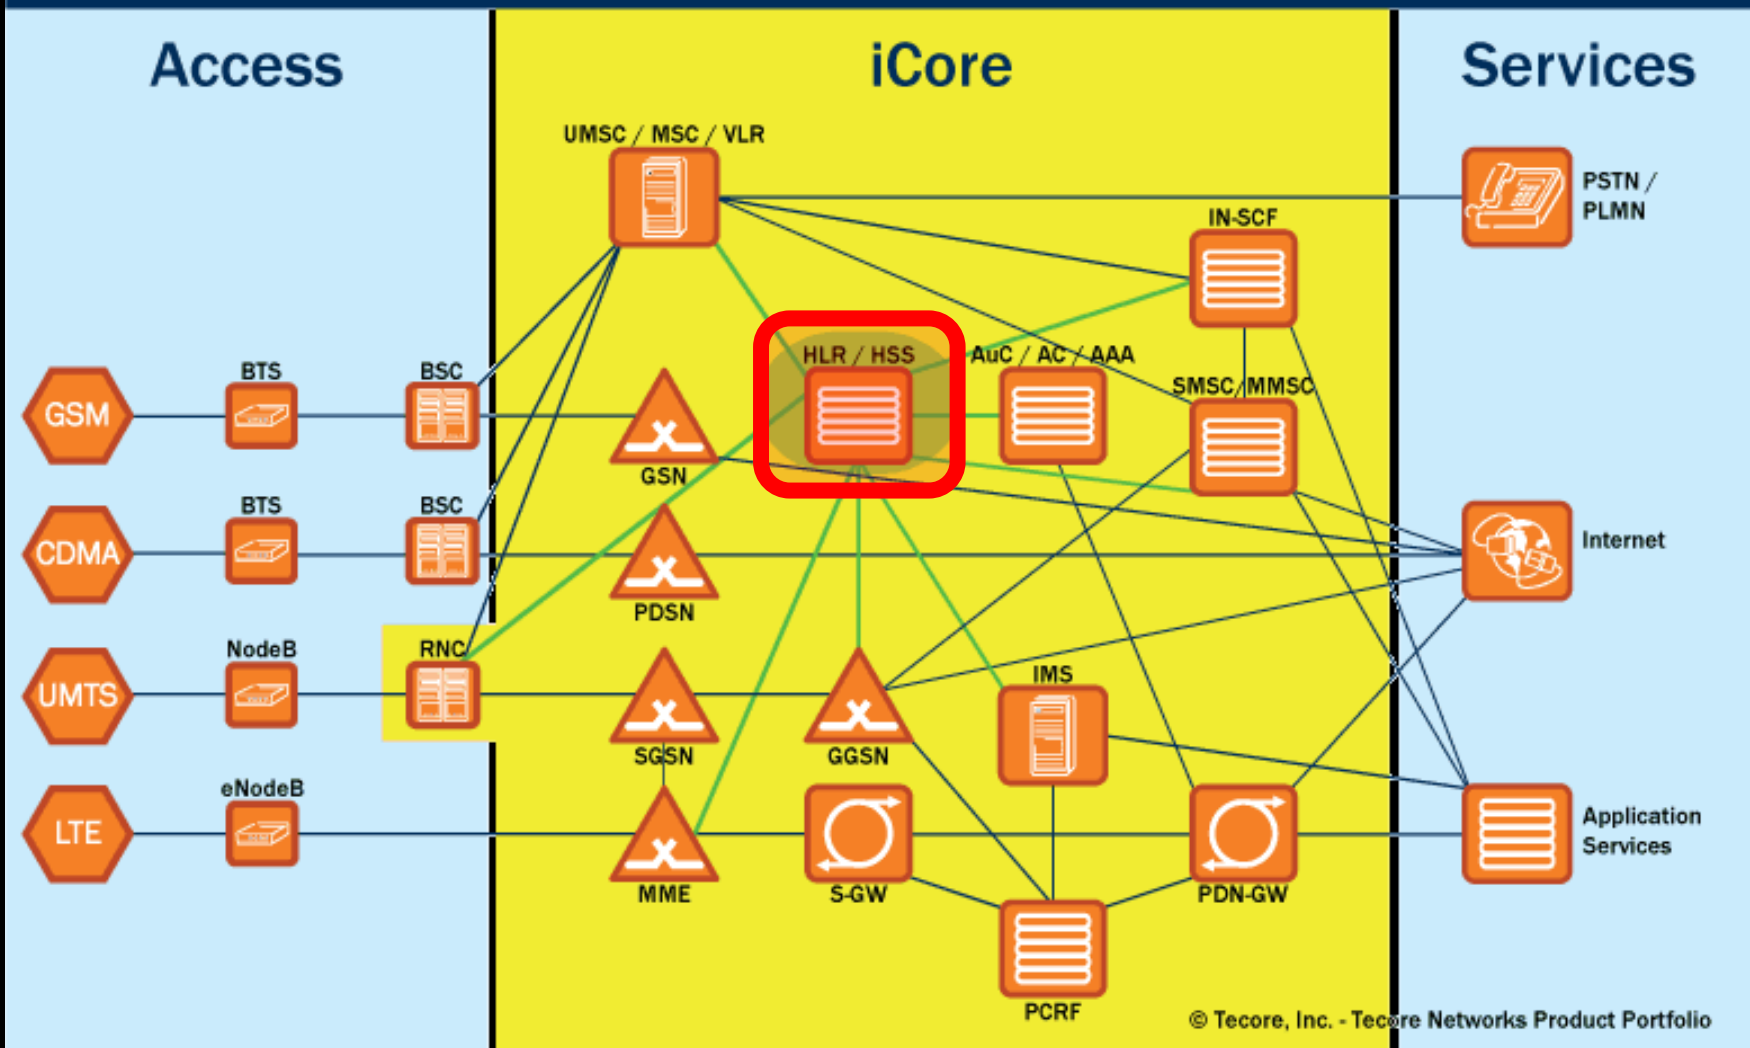 Access
iCore
Services
UMSC / MSC / VLR
PSTN /
PLMN
IN-SCF
HLR / HSS
AuC / AC / AAA
SMSC/MMSC
GSM
BTS
BSC
GSN
CDMA
BTS
BSC
PDSN
Internet
UMTS
NodeB
RNC
SGSN
GGSN
IMS
LTE
eNodeB
MME
S-GW
PDN-GW
Application
Services
PCRF
© Tecore, Inc. - Tecore Networks Product Portfolio